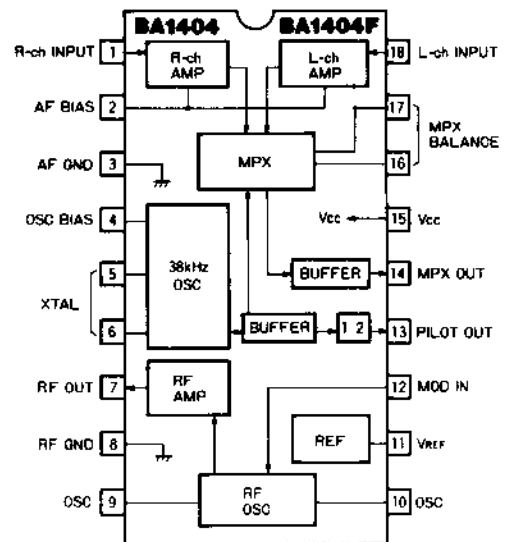 BA1404 BA1404F
R-ch INPUT 1 R-ch AMP L-ch AMP 18 L-ch INPUT
AF BIAS 2 17
MPX BALANCE
AF GND 3 MPX 16
OSC BIAS 4 Vcc 15 Vcc
XTAL
5 38kHz OSC BUFFER 14 MPX OUT
6 BUFFER 1 2 13 PILOT OUT
RF OUT 7 RF AMP 12 MOD IN
RF GND 8 REF 11 VREF
OSC 9 RF OSC 10 OSC